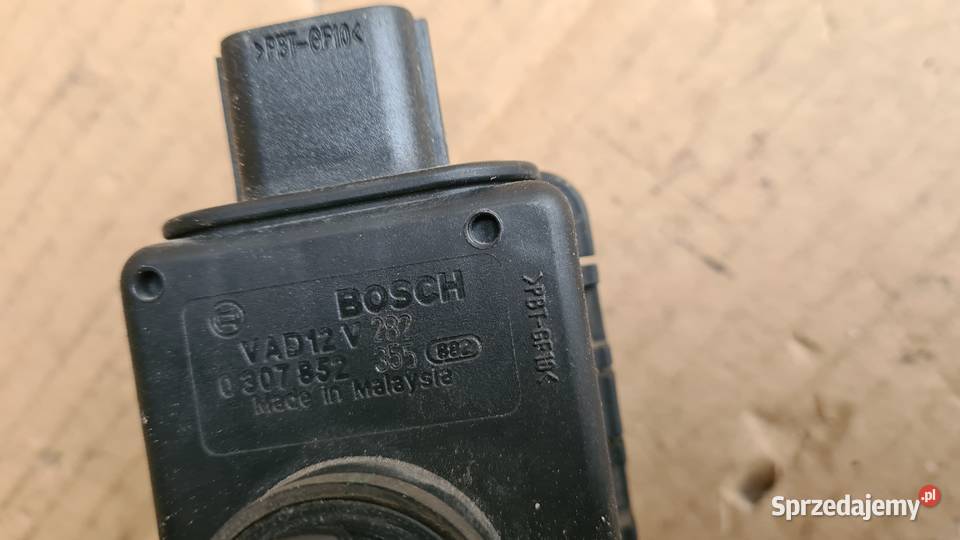 >PBT-GF10<
BOSCH
VAD12 V 282
0 307 852 355 882
Made in Malaysia
>PBT-GF10<
Sprzedajemy.pl